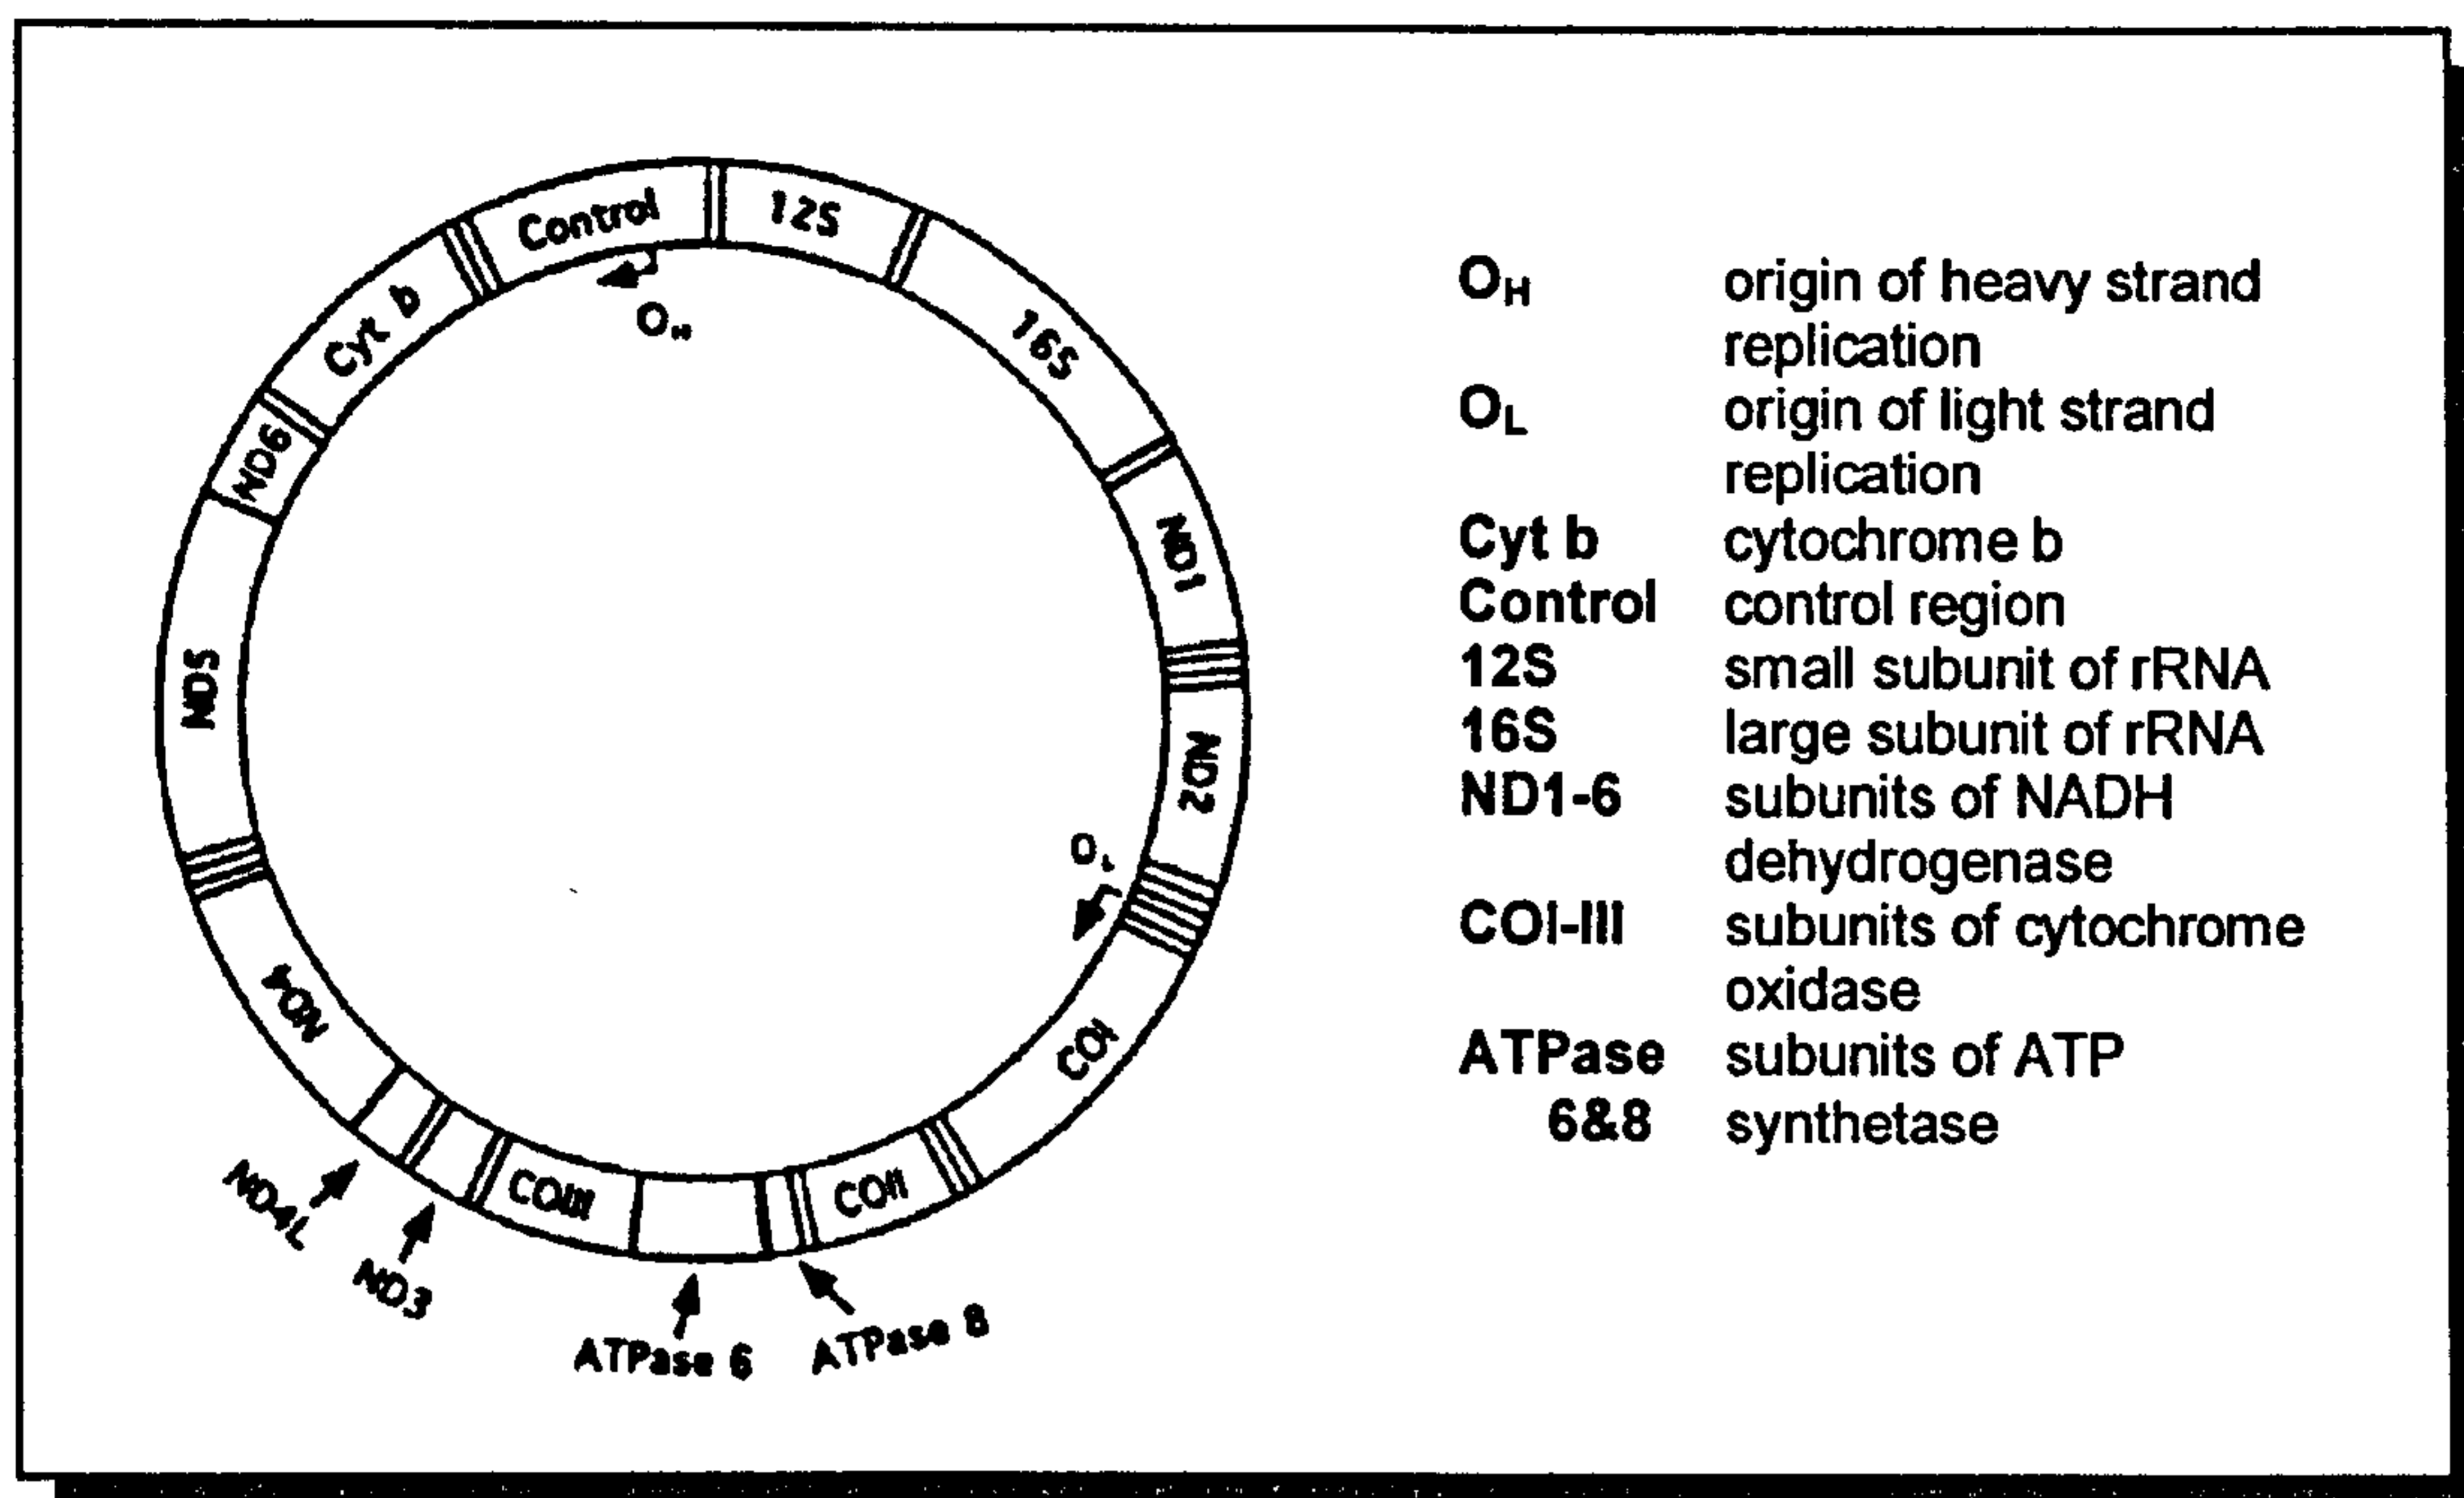 Control
12S
16S
ND1
ND2
COI
COII
ATPase 8
ATPase 6
COIII
ND3
ND4L
ND4
ND5
ND6
Cyt b
OH
OL
OH origin of heavy strand
replication
OL origin of light strand
replication
Cyt b cytochrome b
Control control region
12S small subunit of rRNA
16S large subunit of rRNA
ND1-6 subunits of NADH
dehydrogenase
COI-III subunits of cytochrome
oxidase
ATPase subunits of ATP
6&8 synthetase